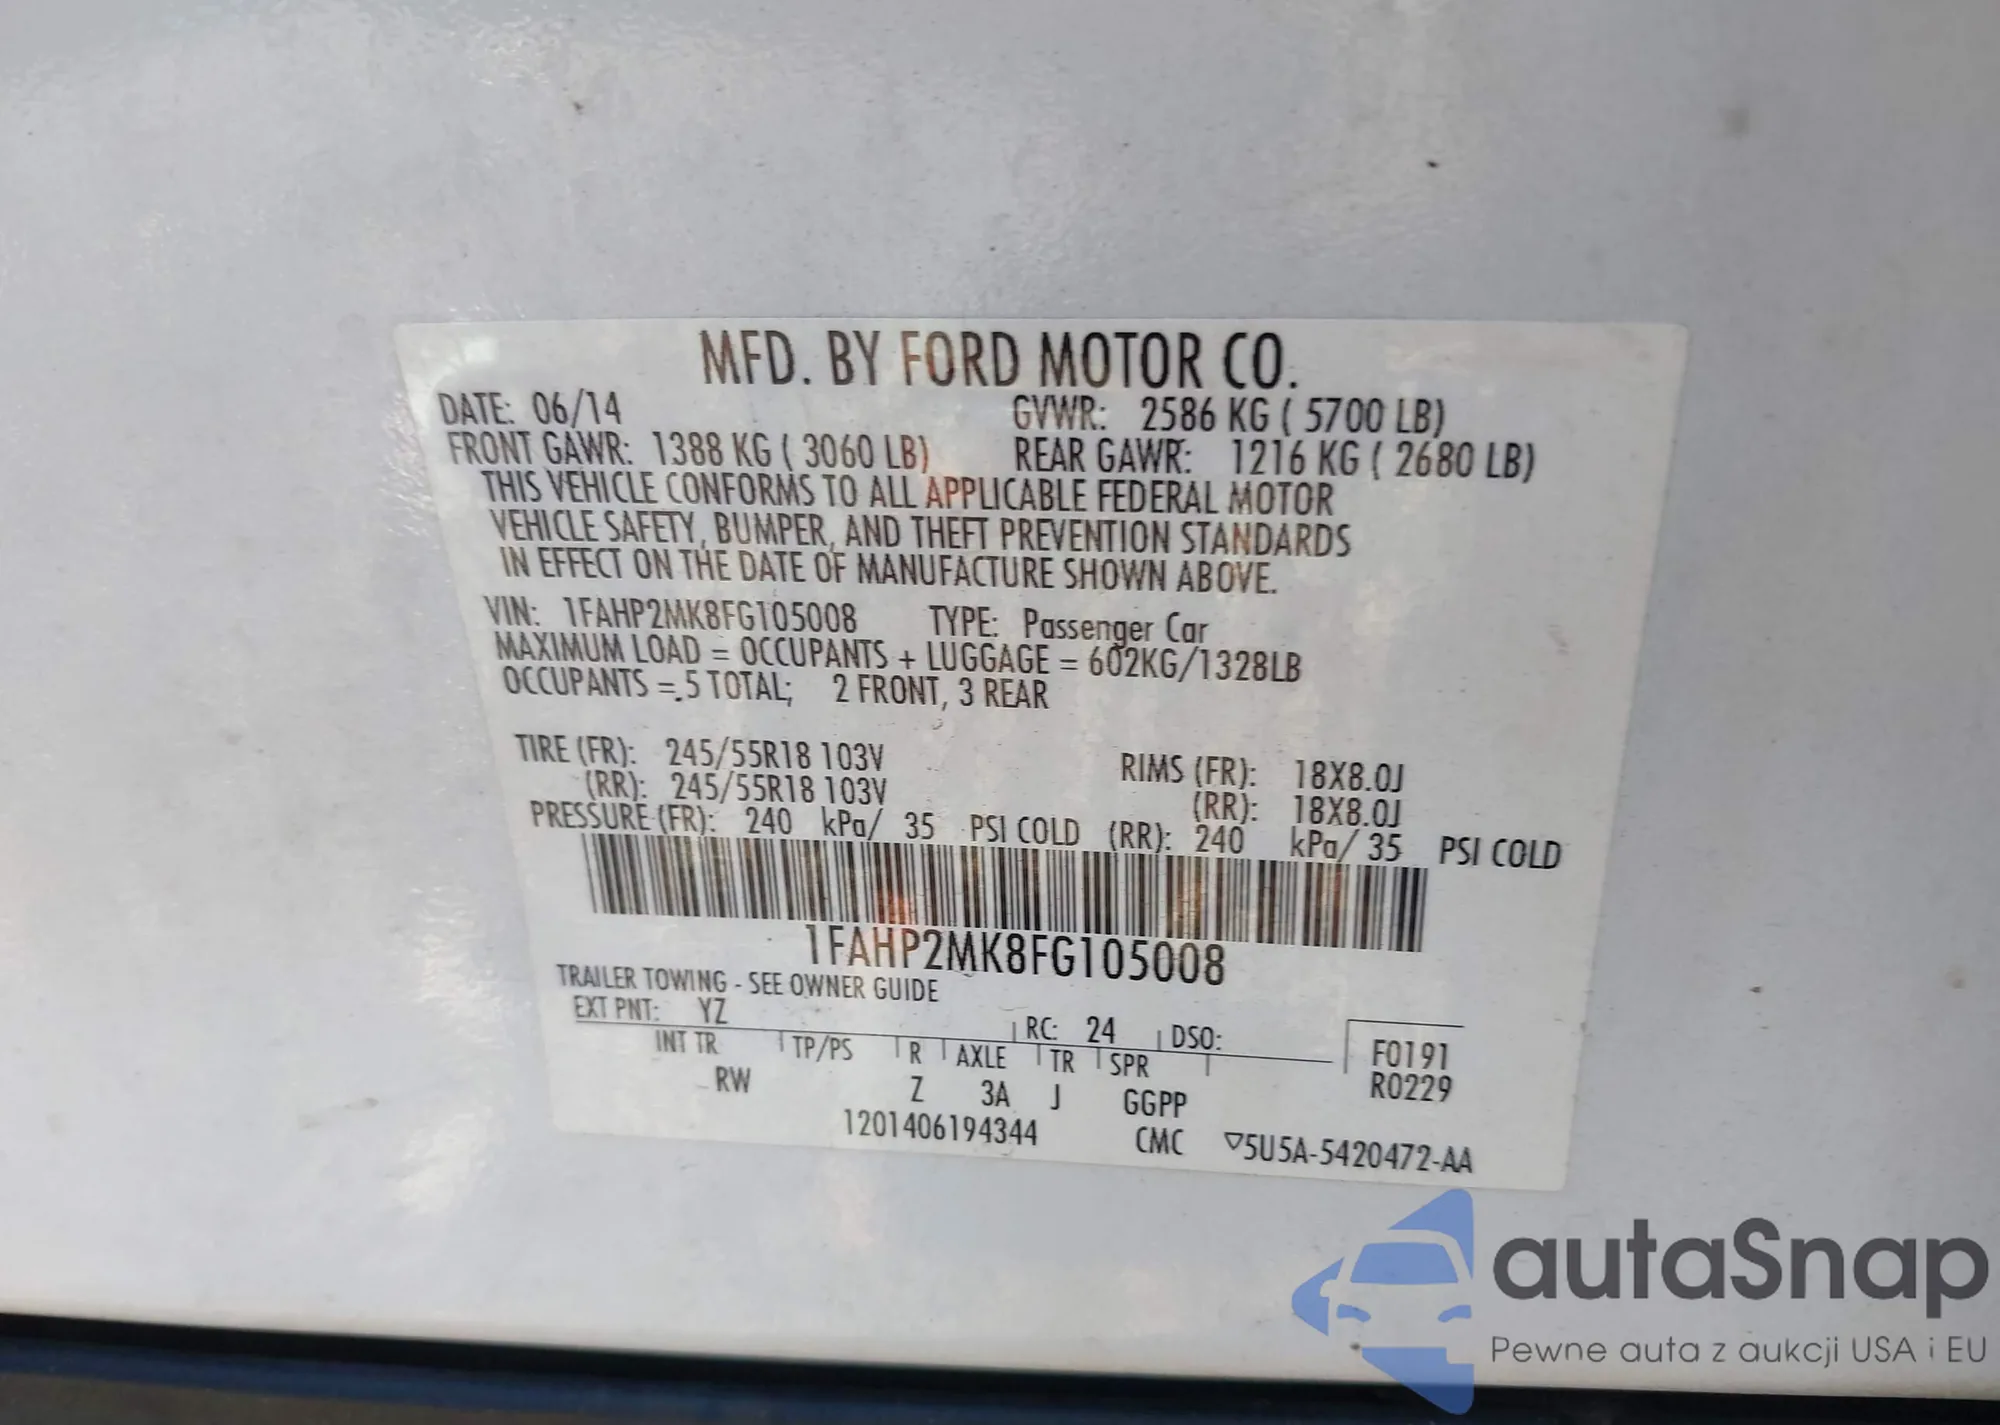 MFD. BY FORD MOTOR CO.
DATE: 06/14 GVWR: 2586 KG ( 5700 LB)
FRONT GAWR: 1388 KG ( 3060 LB) REAR GAWR: 1216 KG ( 2680 LB)
THIS VEHICLE CONFORMS TO ALL APPLICABLE FEDERAL MOTOR
VEHICLE SAFETY, BUMPER, AND THEFT PREVENTION STANDARDS
IN EFFECT ON THE DATE OF MANUFACTURE SHOWN ABOVE.
VIN: 1FAHP2MK8FG105008 TYPE: Passenger Car
MAXIMUM LOAD = OCCUPANTS + LUGGAGE = 602KG/1328LB
OCCUPANTS = 5 TOTAL; 2 FRONT, 3 REAR
TIRE (FR): 245/55R18 103V RIMS (FR): 18X8.0J
(RR): 245/55R18 103V (RR): 18X8.0J
PRESSURE (FR): 240 kPa/ 35 PSI COLD (RR): 240 kPa/ 35 PSI COLD
1FAHP2MK8FG105008
TRAILER TOWING - SEE OWNER GUIDE
EXT PNT: YZ RC: 24 DSO: F0191
INT TR TP/PS R AXLE TR SPR R0229
RW Z 3A J GGPP
1201406194344 CMC ▽5U5A-5420472-AA
autaSnap
Pewne auta z aukcji USA i EU